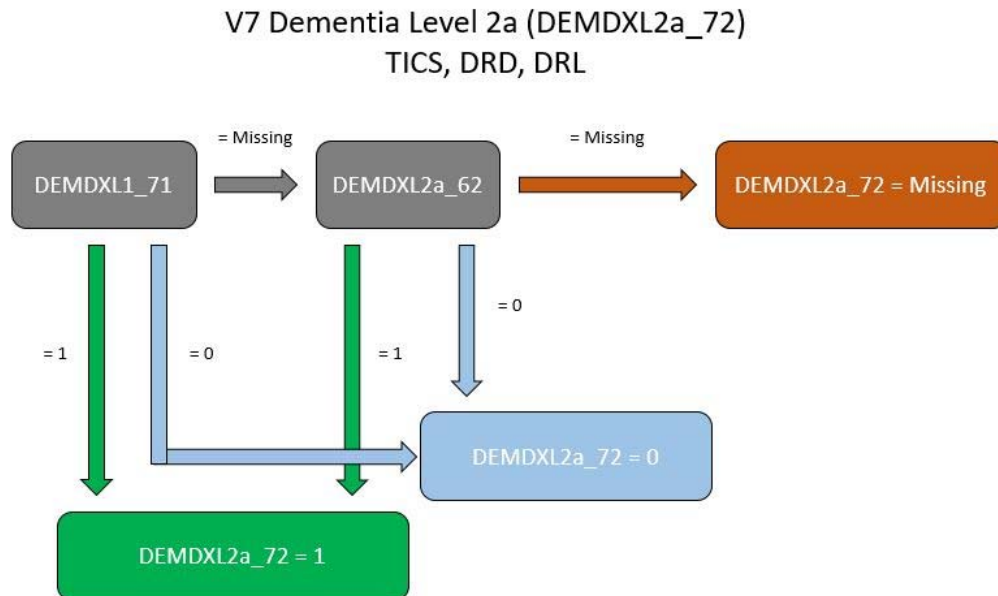 V7 Dementia Level 2a (DEMDXL2a_72)
TICS, DRD, DRL
= Missing
= Missing
DEMDXL1_71
DEMDXL2a_62
DEMDXL2a_72 = Missing
= 0
= 1
= 0
= 1
DEMDXL2a_72 = 0
DEMDXL2a_72 = 1